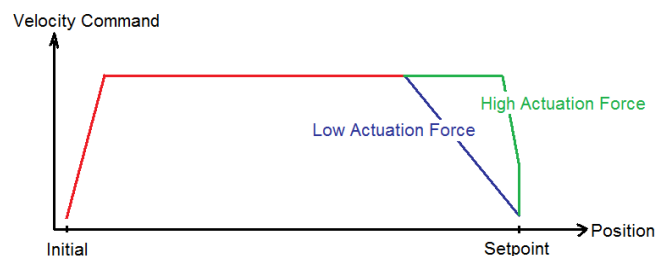 Velocity Command
High Actuation Force
Low Actuation Force
Position
Initial
Setpoint